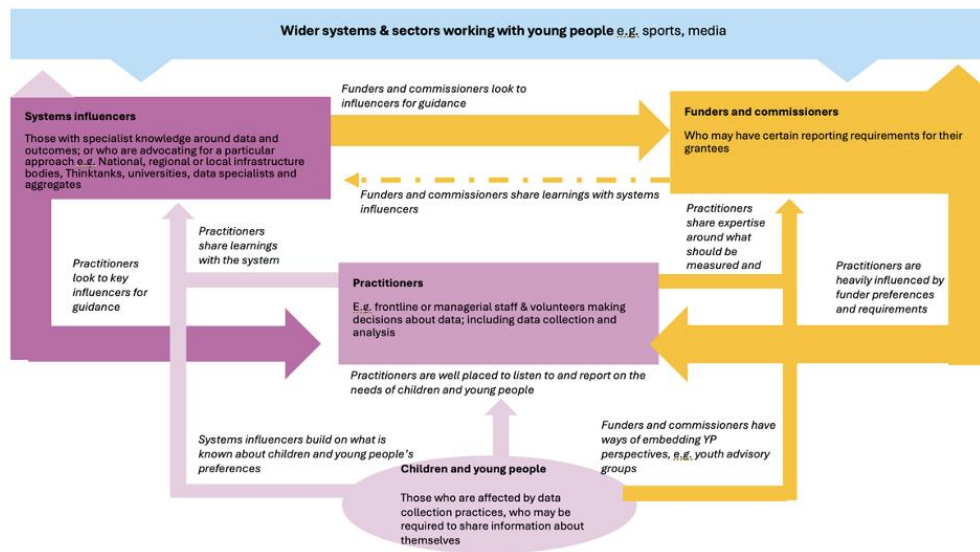 Wider systems & sectors working with young people e.g. sports, media
Funders and commissioners look to
influencers for guidance
Systems influencers
Those with specialist knowledge around data and
outcomes; or who are advocating for a particular
approach e.g. National, regional or local infrastructure
bodies, Thinktanks, universities, data specialists and
aggregates
Funders and commissioners
Who may have certain reporting requirements for their
grantees
Funders and commissioners share learnings with systems
influencers
Practitioners
share learnings
with the system
Practitioners
share expertise
around what
should be
measured and
Practitioners
look to key
influencers for
guidance
Practitioners
E.g. frontline or managerial staff & volunteers making
decisions about data; including data collection and
analysis
Practitioners are
heavily influenced by
funder preferences
and requirements
Practitioners are well placed to listen to and report on the
needs of children and young people
Systems influencers build on what is
known about children and young people's
preferences
Funders and commissioners have
ways of embedding YP
perspectives, e.g. youth advisory
groups
Children and young people
Those who are affected by data
collection practices, who may be
required to share information about
themselves